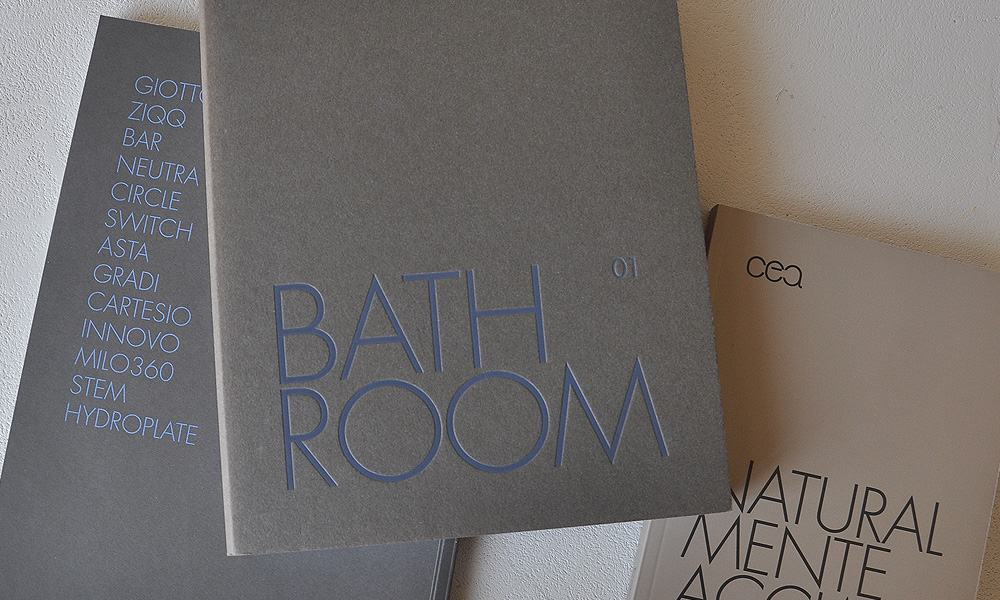 GIOTTO
ZIQQ
BAR
NEUTRA
CIRCLE
SWITCH
ASTA
GRADI
CARTESIO
INNOVO
MILO360
STEM
HYDROPLATE
BATH 01
ROOM
cea
NATURAL
MENTE